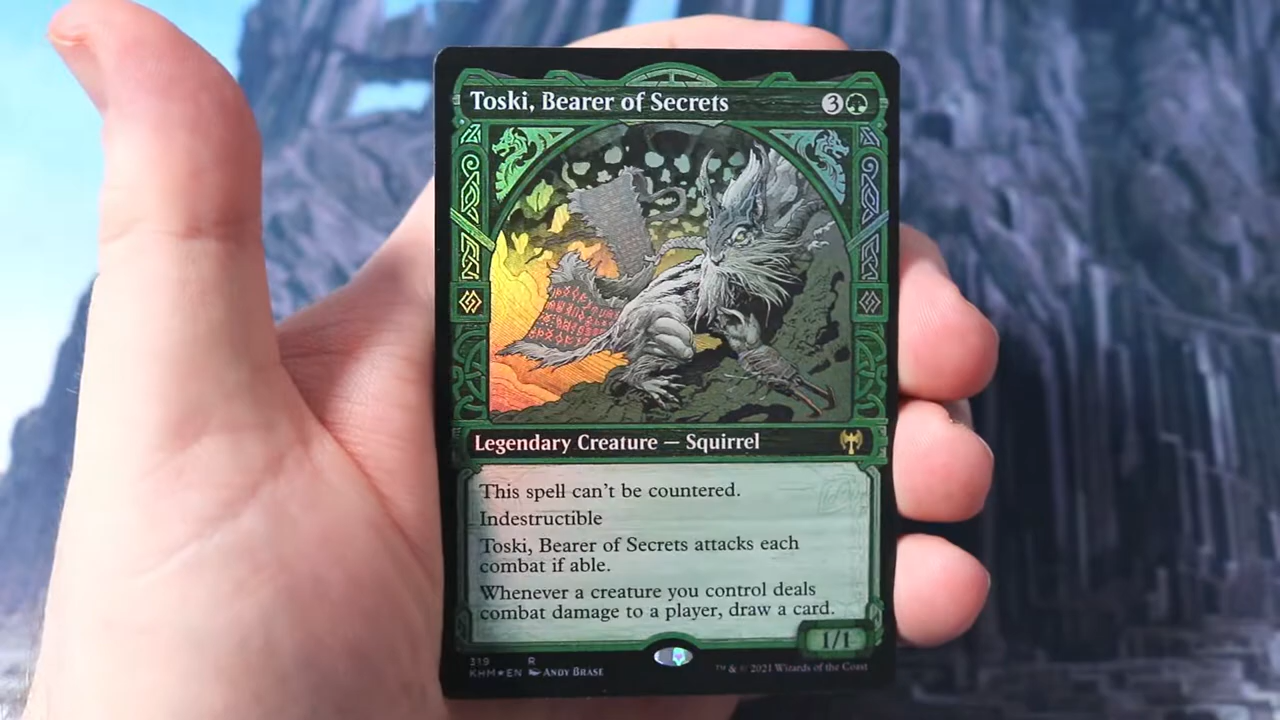 Toski, Bearer of Secrets 3
Legendary Creature — Squirrel
This spell can't be countered.
Indestructible
Toski, Bearer of Secrets attacks each
combat if able.
Whenever a creature you control deals
combat damage to a player, draw a card.
1/1
319 R
KHM★EN ANDY BRASE
™ & © 2021 Wizards of the Coast